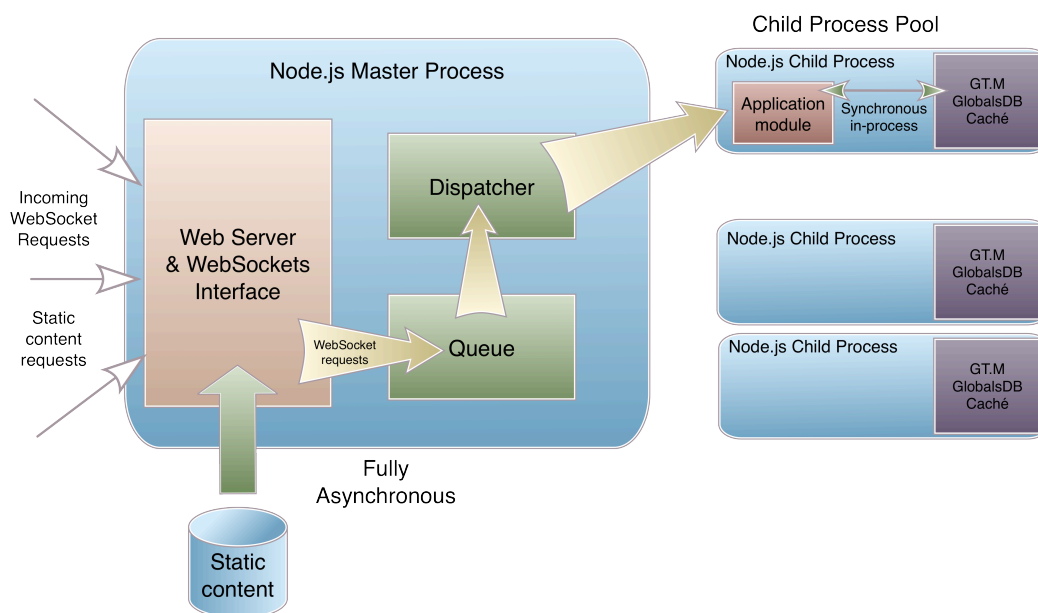 Child Process Pool
Node.js Master Process
Node.js Child Process
Application
module
Synchronous
in-process
GT.M
GlobalsDB
Caché
Incoming
WebSocket
Requests
Static
content
requests
Web Server
& WebSockets
Interface
Dispatcher
WebSocket
requests
Queue
Node.js Child Process
GT.M
GlobalsDB
Caché
Node.js Child Process
GT.M
GlobalsDB
Caché
Fully
Asynchronous
Static
content